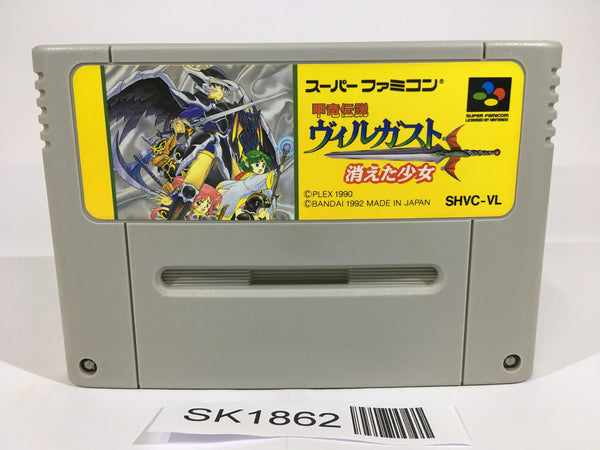 スーパーファミコン®
甲竜伝説
ヴィルガスト
消えた少女
SUPER FAMICOM
LICENSED BY NINTENDO
©PLEX 1990
©BANDAI 1992 MADE IN JAPAN
SHVC-VL
SK1862